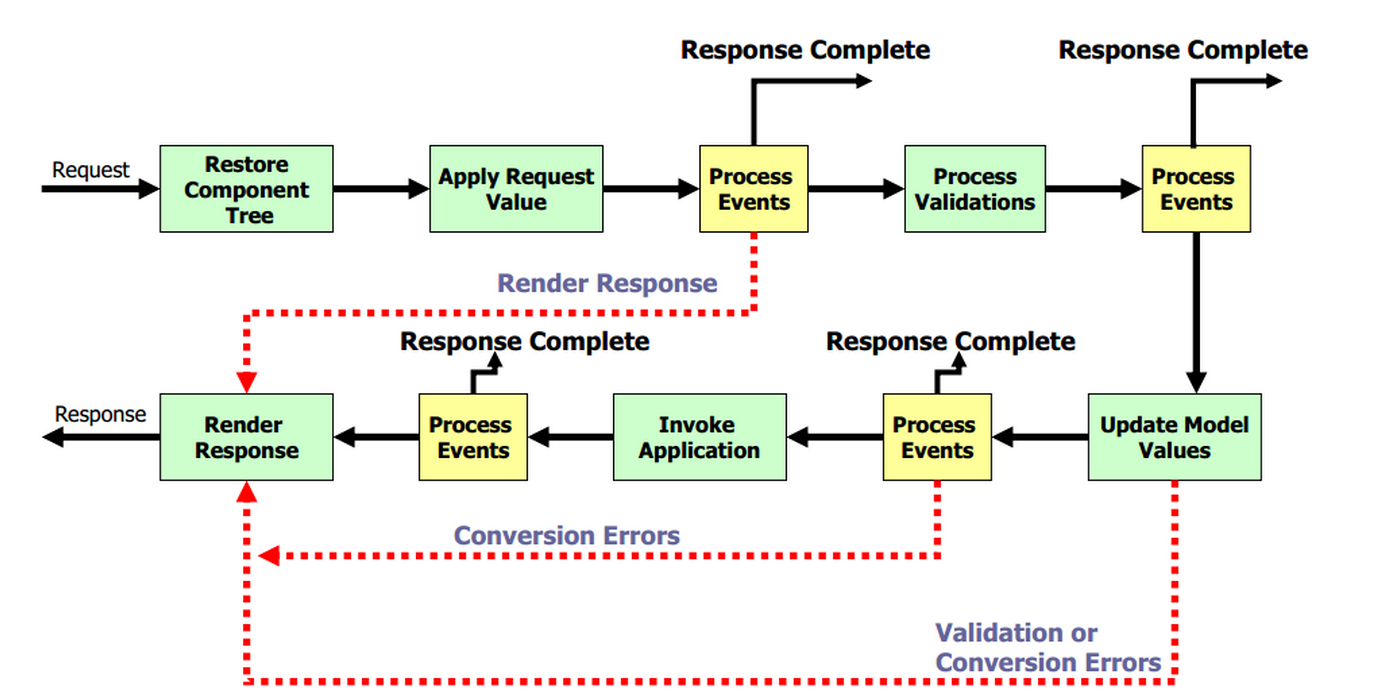 Response Complete
Response Complete
Request
Restore
Component
Tree
Apply Request
Value
Process
Events
Process
Validations
Process
Events
Render Response
Response Complete
Response Complete
Response
Render
Response
Process
Events
Invoke
Application
Process
Events
Update Model
Values
Conversion Errors
Validation or
Conversion Errors